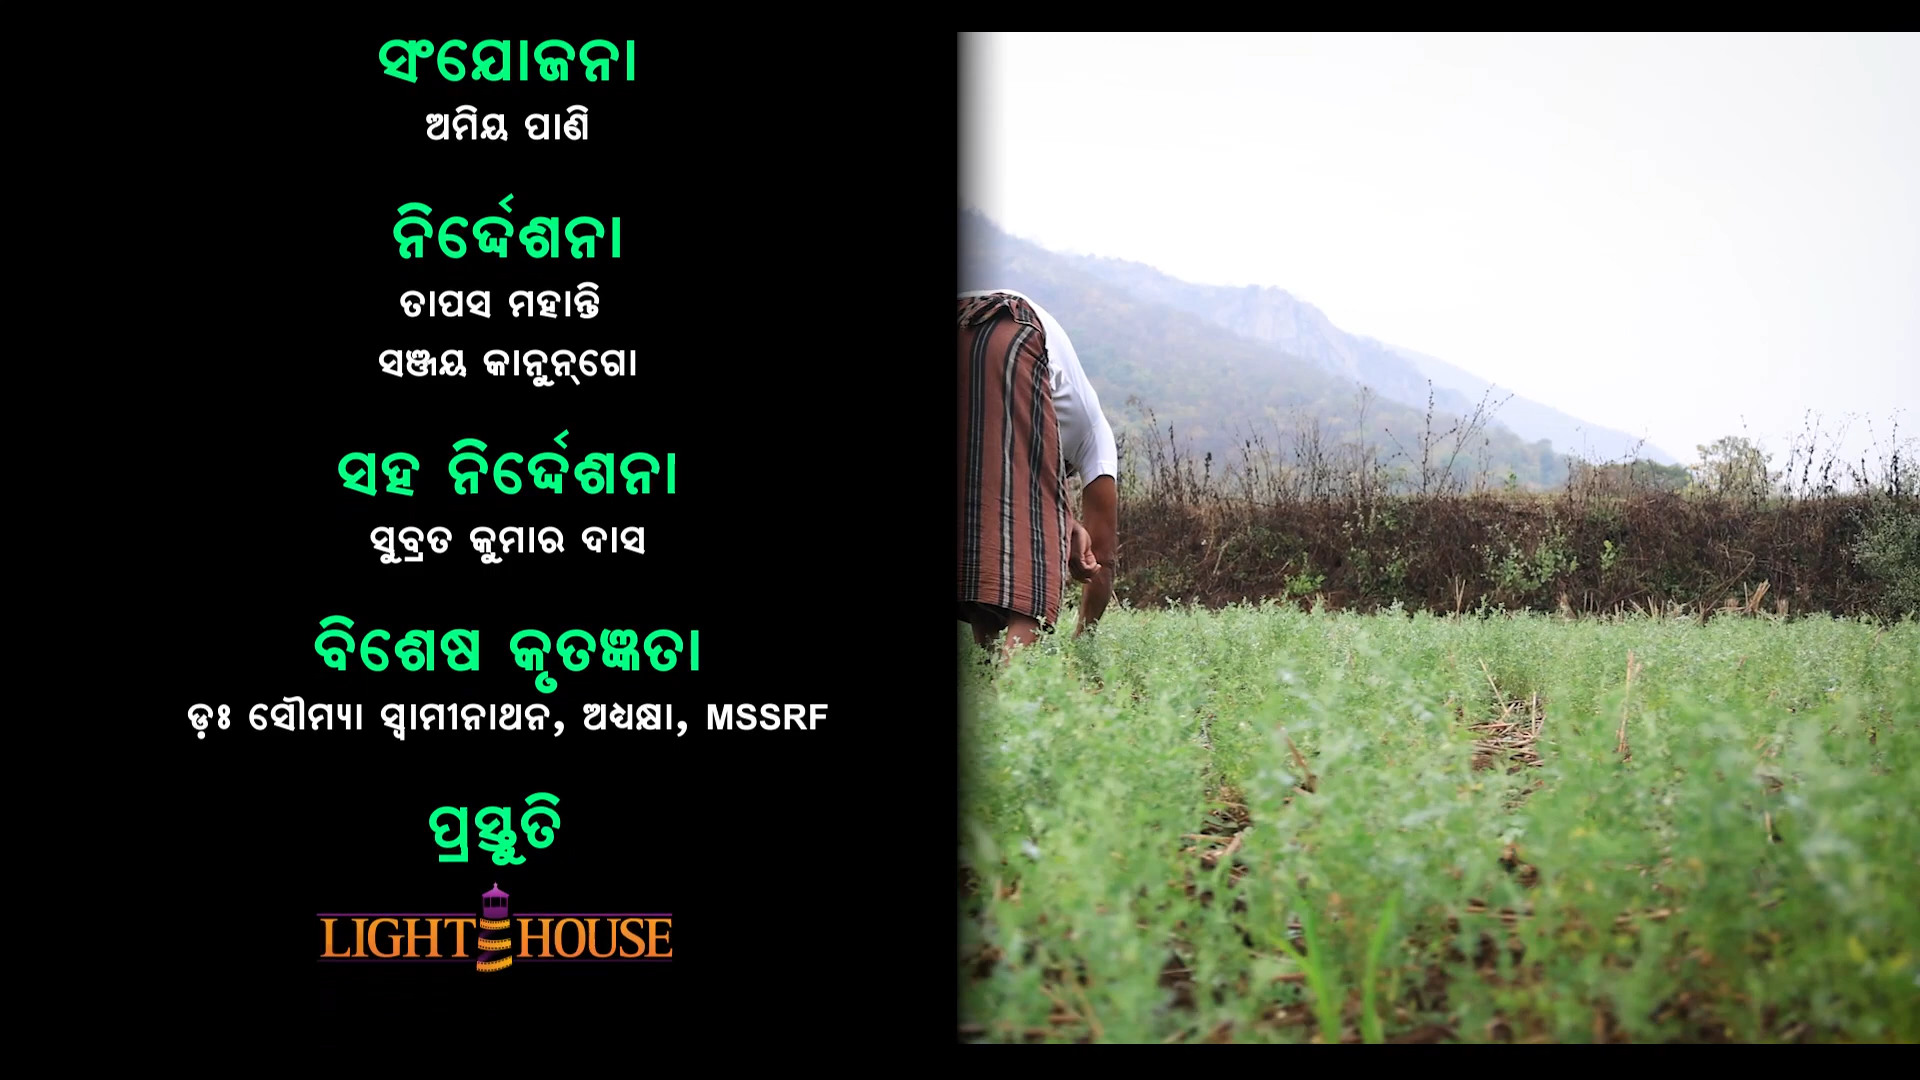 ସଂଯୋଜନା
ଅମିୟ ପାଣି
ନିର୍ଦ୍ଦେଶନା
ତାପସ ମହାନ୍ତି
ସଞ୍ଜୟ କାନୁନ୍‌ଗୋ
ସହ ନିର୍ଦ୍ଦେଶନା
ସୁବ୍ରତ କୁମାର ଦାସ
ବିଶେଷ କୃତଜ୍ଞତା
ଡ଼ଃ ସୌମ୍ୟା ସ୍ୱାମୀନାଥନ, ଅଧ୍ୟକ୍ଷା, MSSRF
ପ୍ରସ୍ତୁତି
LIGHT HOUSE